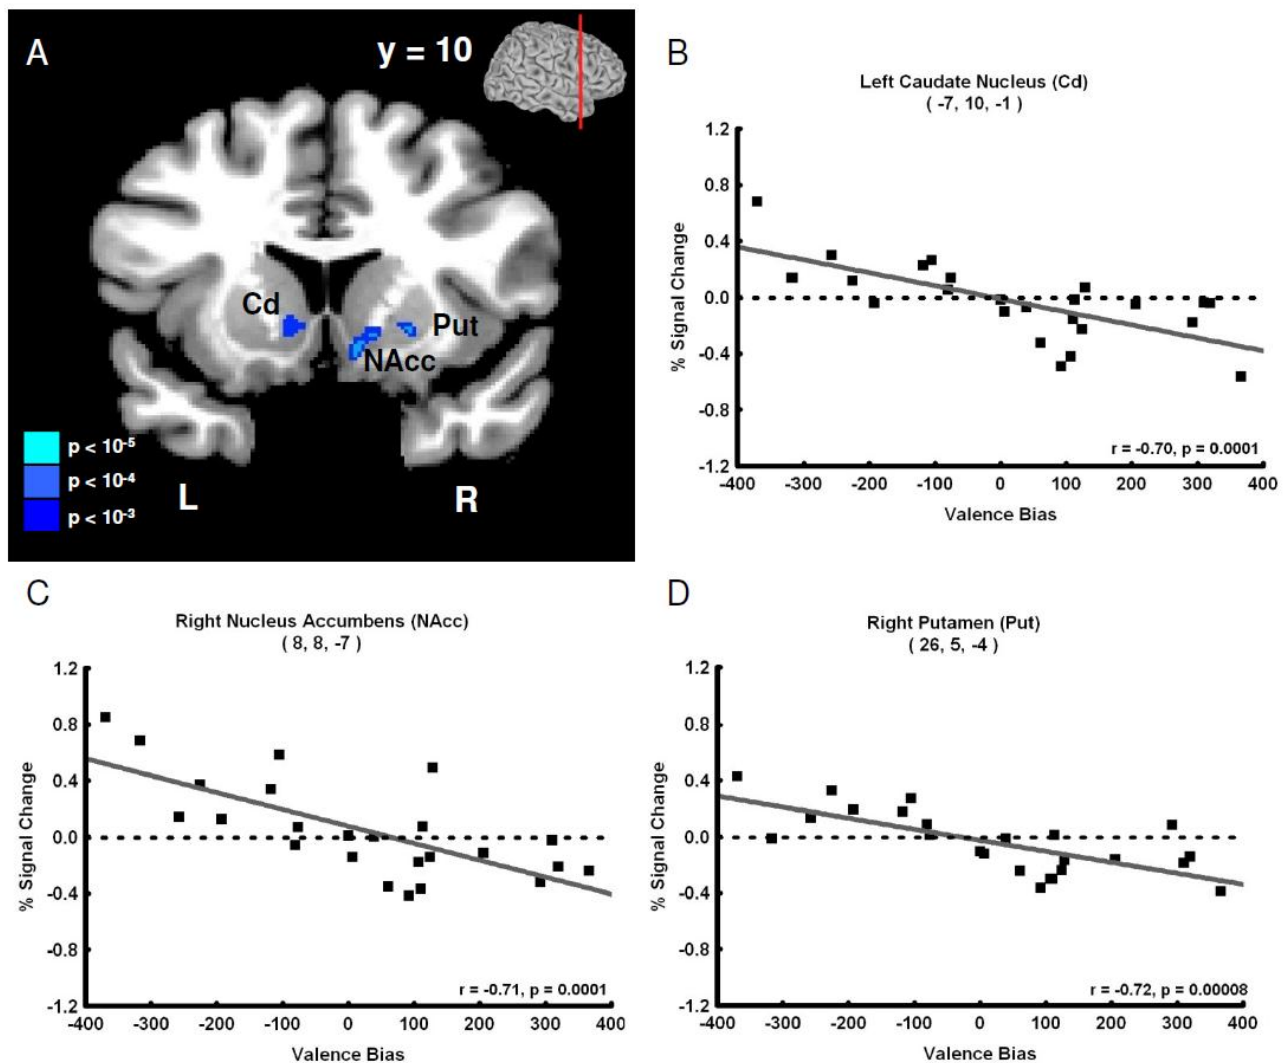 A
y = 10
Cd
Put
NAcc
p < 10-5
p < 10-4
p < 10-3
L
R
B
Left Caudate Nucleus (Cd)
( -7, 10, -1 )
1.2
0.8
0.4
0.0
-0.4
-0.8
-1.2
% Signal Change
r = -0.70, p = 0.0001
-400 -300 -200 -100 0 100 200 300 400
Valence Bias
C
Right Nucleus Accumbens (NAcc)
( 8, 8, -7 )
1.2
0.8
0.4
0.0
-0.4
-0.8
-1.2
% Signal Change
r = -0.71, p = 0.0001
-400 -300 -200 -100 0 100 200 300 400
Valence Bias
D
Right Putamen (Put)
( 26, 5, -4 )
1.2
0.8
0.4
0.0
-0.4
-0.8
-1.2
% Signal Change
r = -0.72, p = 0.00008
-400 -300 -200 -100 0 100 200 300 400
Valence Bias